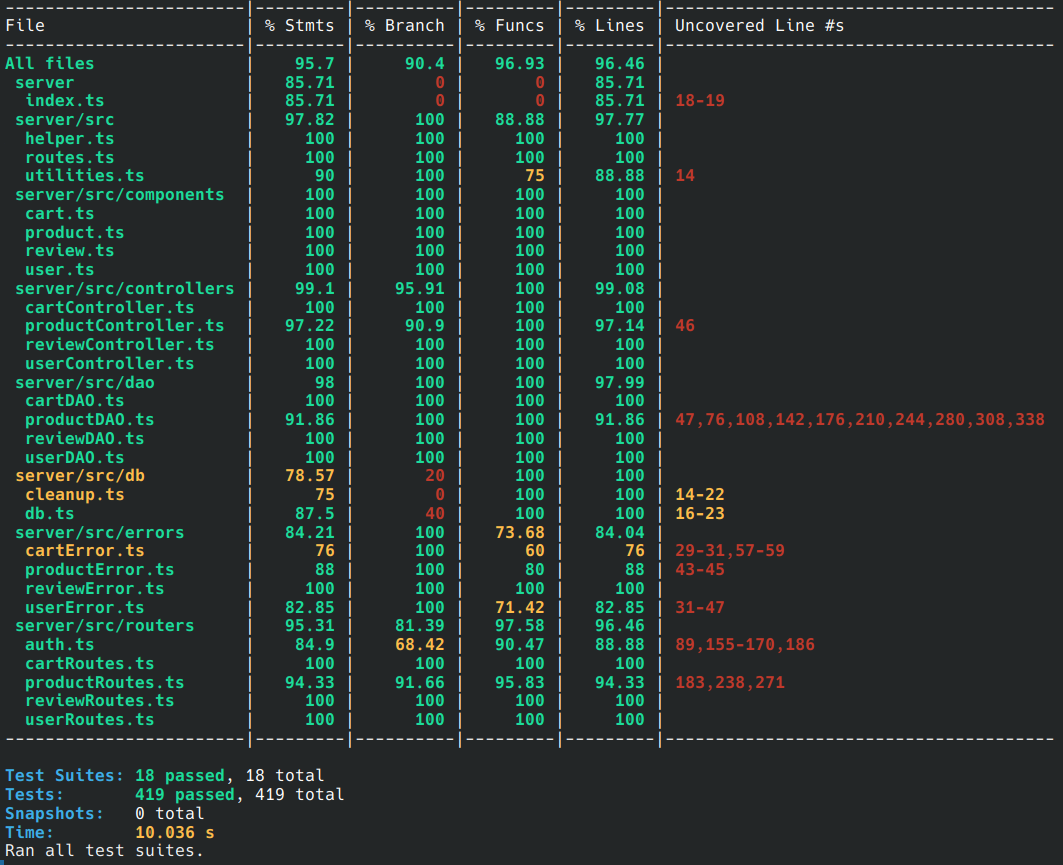 -------------------------|---------|----------|---------|---------|---------------------------------------
File                     | % Stmts | % Branch | % Funcs | % Lines | Uncovered Line #s
-------------------------|---------|----------|---------|---------|---------------------------------------
All files                |    95.7 |     90.4 |   96.93 |   96.46 |
 server                  |   85.71 |        0 |       0 |   85.71 |
  index.ts               |   85.71 |        0 |       0 |   85.71 | 18-19
 server/src              |   97.82 |      100 |   88.88 |   97.77 |
  helper.ts              |     100 |      100 |     100 |     100 |
  routes.ts              |     100 |      100 |     100 |     100 |
  utilities.ts           |      90 |      100 |      75 |   88.88 | 14
 server/src/components   |     100 |      100 |     100 |     100 |
  cart.ts                |     100 |      100 |     100 |     100 |
  product.ts             |     100 |      100 |     100 |     100 |
  review.ts              |     100 |      100 |     100 |     100 |
  user.ts                |     100 |      100 |     100 |     100 |
 server/src/controllers  |    99.1 |    95.91 |     100 |   99.08 |
  cartController.ts      |     100 |      100 |     100 |     100 |
  productController.ts   |   97.22 |     90.9 |     100 |   97.14 | 46
  reviewController.ts    |     100 |      100 |     100 |     100 |
  userController.ts      |     100 |      100 |     100 |     100 |
 server/src/dao          |      98 |      100 |     100 |   97.99 |
  cartDAO.ts             |     100 |      100 |     100 |     100 |
  productDAO.ts          |   91.86 |      100 |     100 |   91.86 | 47,76,108,142,176,210,244,280,308,338
  reviewDAO.ts           |     100 |      100 |     100 |     100 |
  userDAO.ts             |     100 |      100 |     100 |     100 |
 server/src/db           |   78.57 |       20 |     100 |     100 |
  cleanup.ts             |      75 |        0 |     100 |     100 | 14-22
  db.ts                  |    87.5 |       40 |     100 |     100 | 16-23
 server/src/errors       |   84.21 |      100 |   73.68 |   84.04 |
  cartError.ts           |      76 |      100 |      60 |      76 | 29-31,57-59
  productError.ts        |      88 |      100 |      80 |      88 | 43-45
  reviewError.ts         |     100 |      100 |     100 |     100 |
  userError.ts           |   82.85 |      100 |   71.42 |   82.85 | 31-47
 server/src/routers      |   95.31 |    81.39 |   97.58 |   96.46 |
  auth.ts                |    84.9 |    68.42 |   90.47 |   88.88 | 89,155-170,186
  cartRoutes.ts          |     100 |      100 |     100 |     100 |
  productRoutes.ts       |   94.33 |    91.66 |   95.83 |   94.33 | 183,238,271
  reviewRoutes.ts        |     100 |      100 |     100 |     100 |
  userRoutes.ts          |     100 |      100 |     100 |     100 |
-------------------------|---------|----------|---------|---------|---------------------------------------
Test Suites: 18 passed, 18 total
Tests:       419 passed, 419 total
Snapshots:   0 total
Time:        10.036 s
Ran all test suites.